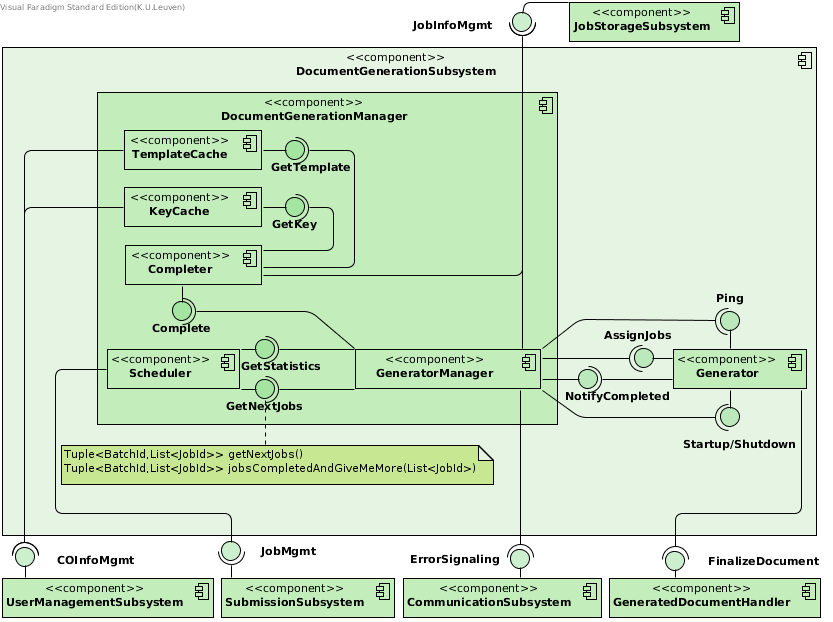 Visual Paradigm Standard Edition(K.U.Leuven)
JobInfoMgmt
<<component>>
JobStorageSubsystem
<<component>>
DocumentGenerationSubsystem
<<component>>
DocumentGenerationManager
<<component>>
TemplateCache
GetTemplate
<<component>>
KeyCache
GetKey
<<component>>
Completer
Complete
Ping
AssignJobs
<<component>>
Scheduler
GetStatistics
GetNextJobs
<<component>>
GeneratorManager
<<component>>
Generator
NotifyCompleted
Startup/Shutdown
Tuple<BatchId,List<JobId>> getNextJobs()
Tuple<BatchId,List<JobId>> jobsCompletedAndGiveMeMore(List<JobId>)
COInfoMgmt
JobMgmt
ErrorSignaling
FinalizeDocument
<<component>>
UserManagementSubsystem
<<component>>
SubmissionSubsystem
<<component>>
CommunicationSubsystem
<<component>>
GeneratedDocumentHandler